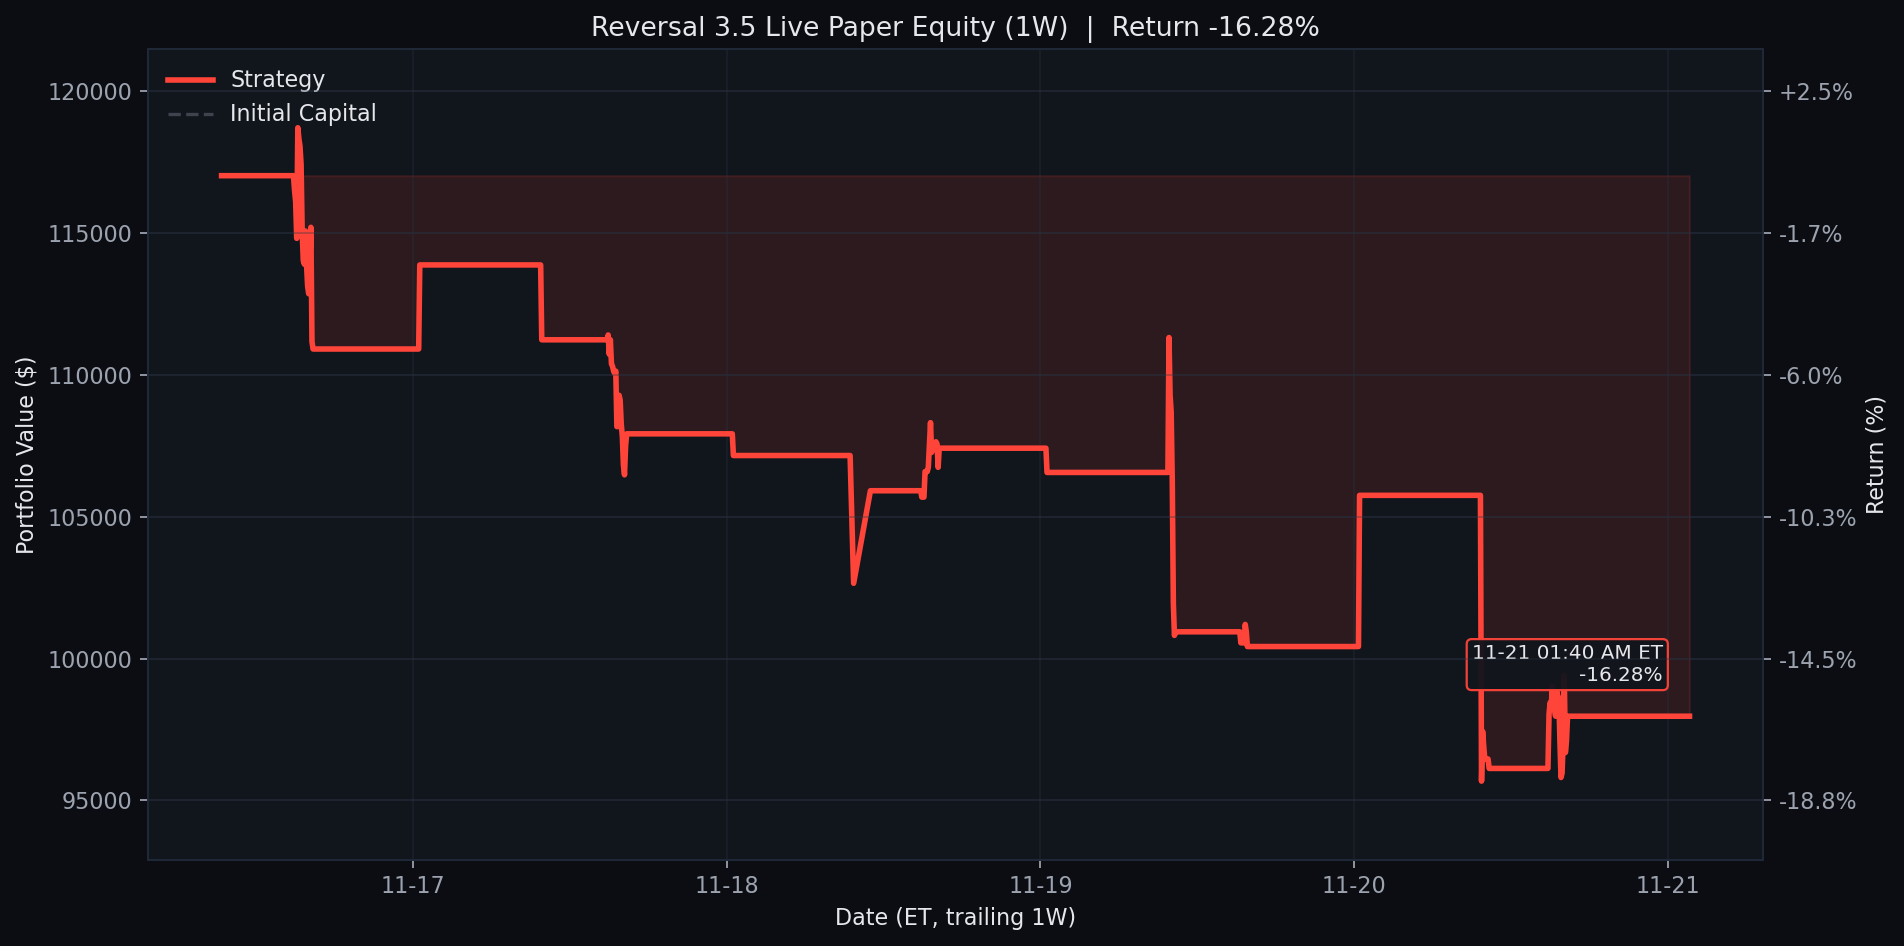 Reversal 3.5 Live Paper Equity (1W)  |  Return -16.28%
Strategy
Initial Capital
Portfolio Value ($)
120000
115000
110000
105000
100000
95000
+2.5%
-1.7%
-6.0%
-10.3%
-14.5%
-18.8%
Return (%)
11-21 01:40 AM ET
-16.28%
11-17
11-18
11-19
11-20
11-21
Date (ET, trailing 1W)